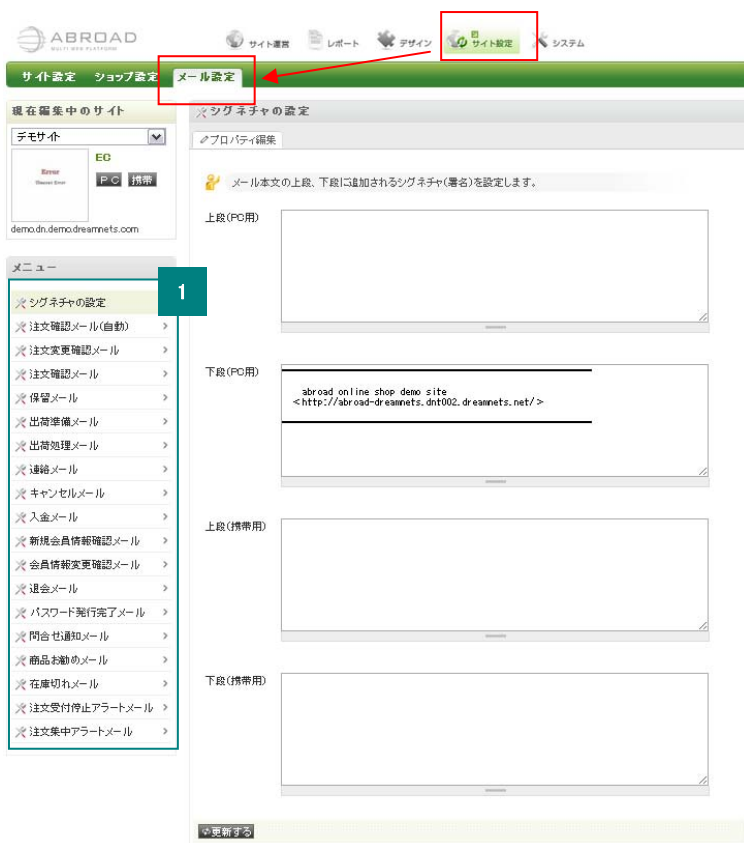 ABROAD
MULTI WEB PLATFORM
サイト運営 レポート デザイン サイト設定 システム
サイト設定 ショップ設定 メール設定
現在編集中のサイト
デモサイト
EC
Error
PC 携帯
demo.dn.demo.dreamnets.com
メニュー
1
シグネチャの設定
注文確認メール(自動)
注文変更確認メール
注文確認メール
保留メール
出荷準備メール
出荷処理メール
連絡メール
キャンセルメール
入金メール
新規会員情報確認メール
会員情報変更確認メール
退会メール
パスワード発行完了メール
問合せ通知メール
商品お勧めメール
在庫切れメール
注文受付停止アラートメール
注文集中アラートメール
シグネチャの設定
プロパティ編集
メール本文の上段、下段に追加されるシグネチャ(署名)を設定します。
上段(PC用)
下段(PC用)
abroad online shop demo site
<http://abroad-dreamnets.dnt002.dreamnets.net/>
上段(携帯用)
下段(携帯用)
更新する